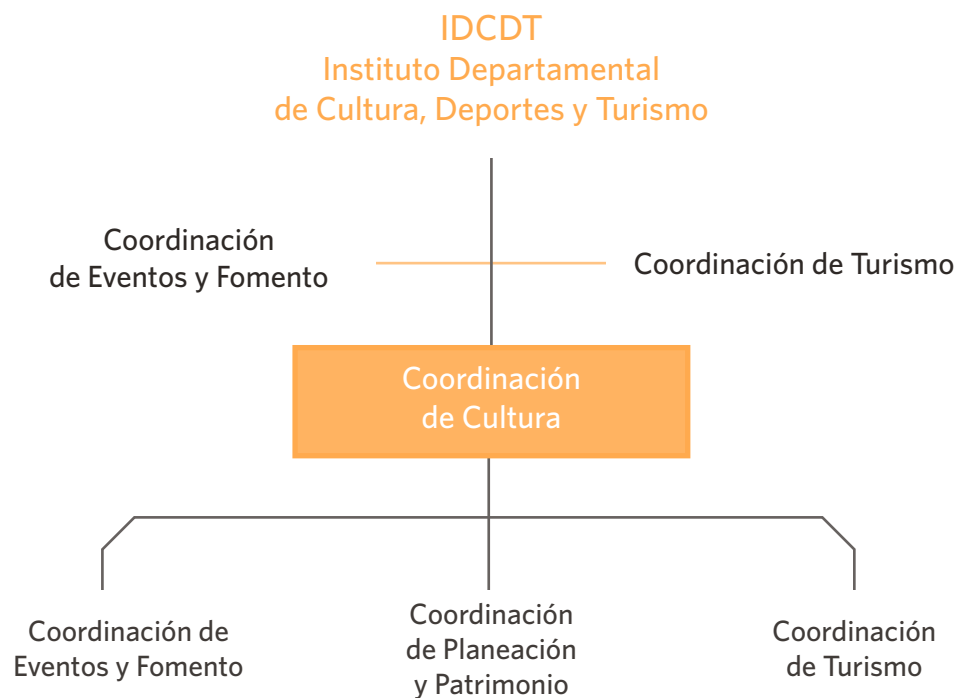 IDCDT
Instituto Departamental
de Cultura, Deportes y Turismo
Coordinación
de Eventos y Fomento
Coordinación de Turismo
Coordinación
de Cultura
Coordinación de
Eventos y Fomento
Coordinación
de Planeación
y Patrimonio
Coordinación
de Turismo